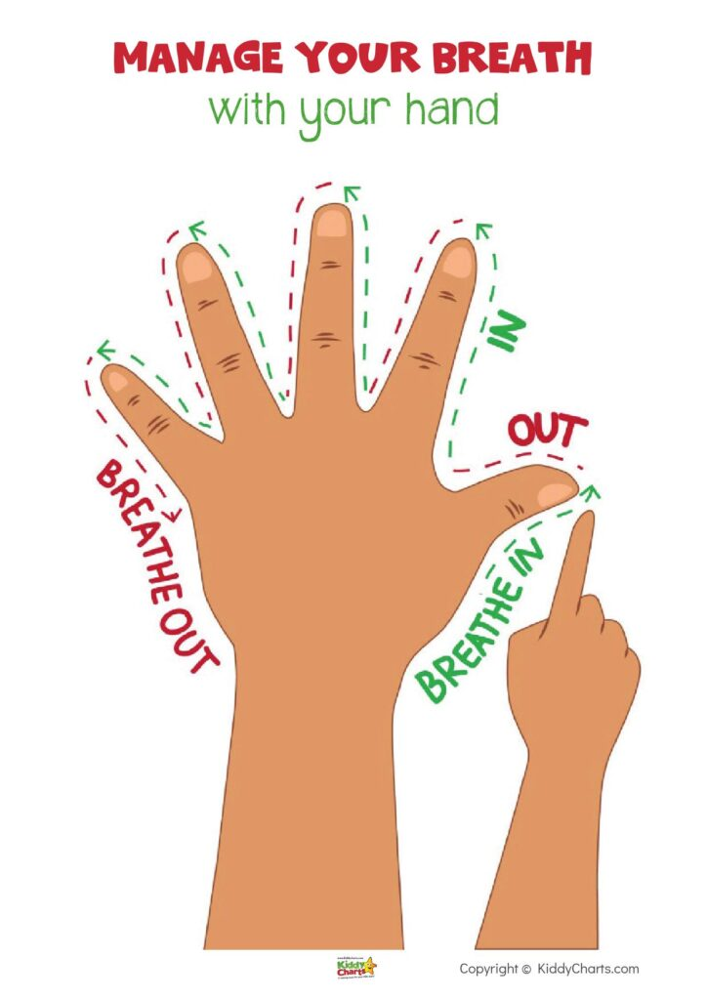 MANAGE YOUR BREATH
with your hand
IN
OUT
BREATHE IN
BREATHE OUT
Kiddy
Charts
Copyright © KiddyCharts.com